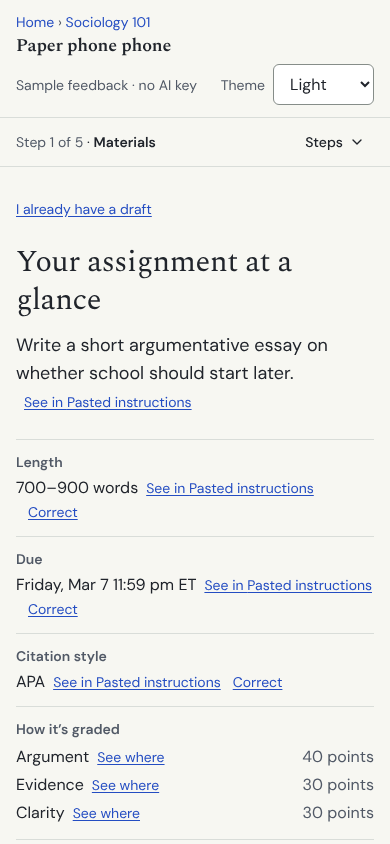 Home › Sociology 101
Paper phone phone
Sample feedback · no AI key Theme Light
Step 1 of 5 · Materials Steps
I already have a draft
Your assignment at a
glance
Write a short argumentative essay on
whether school should start later.
See in Pasted instructions
Length
700–900 words See in Pasted instructions
Correct
Due
Friday, Mar 7 11:59 pm ET See in Pasted instructions
Correct
Citation style
APA See in Pasted instructions Correct
How it’s graded
Argument See where 40 points
Evidence See where 30 points
Clarity See where 30 points